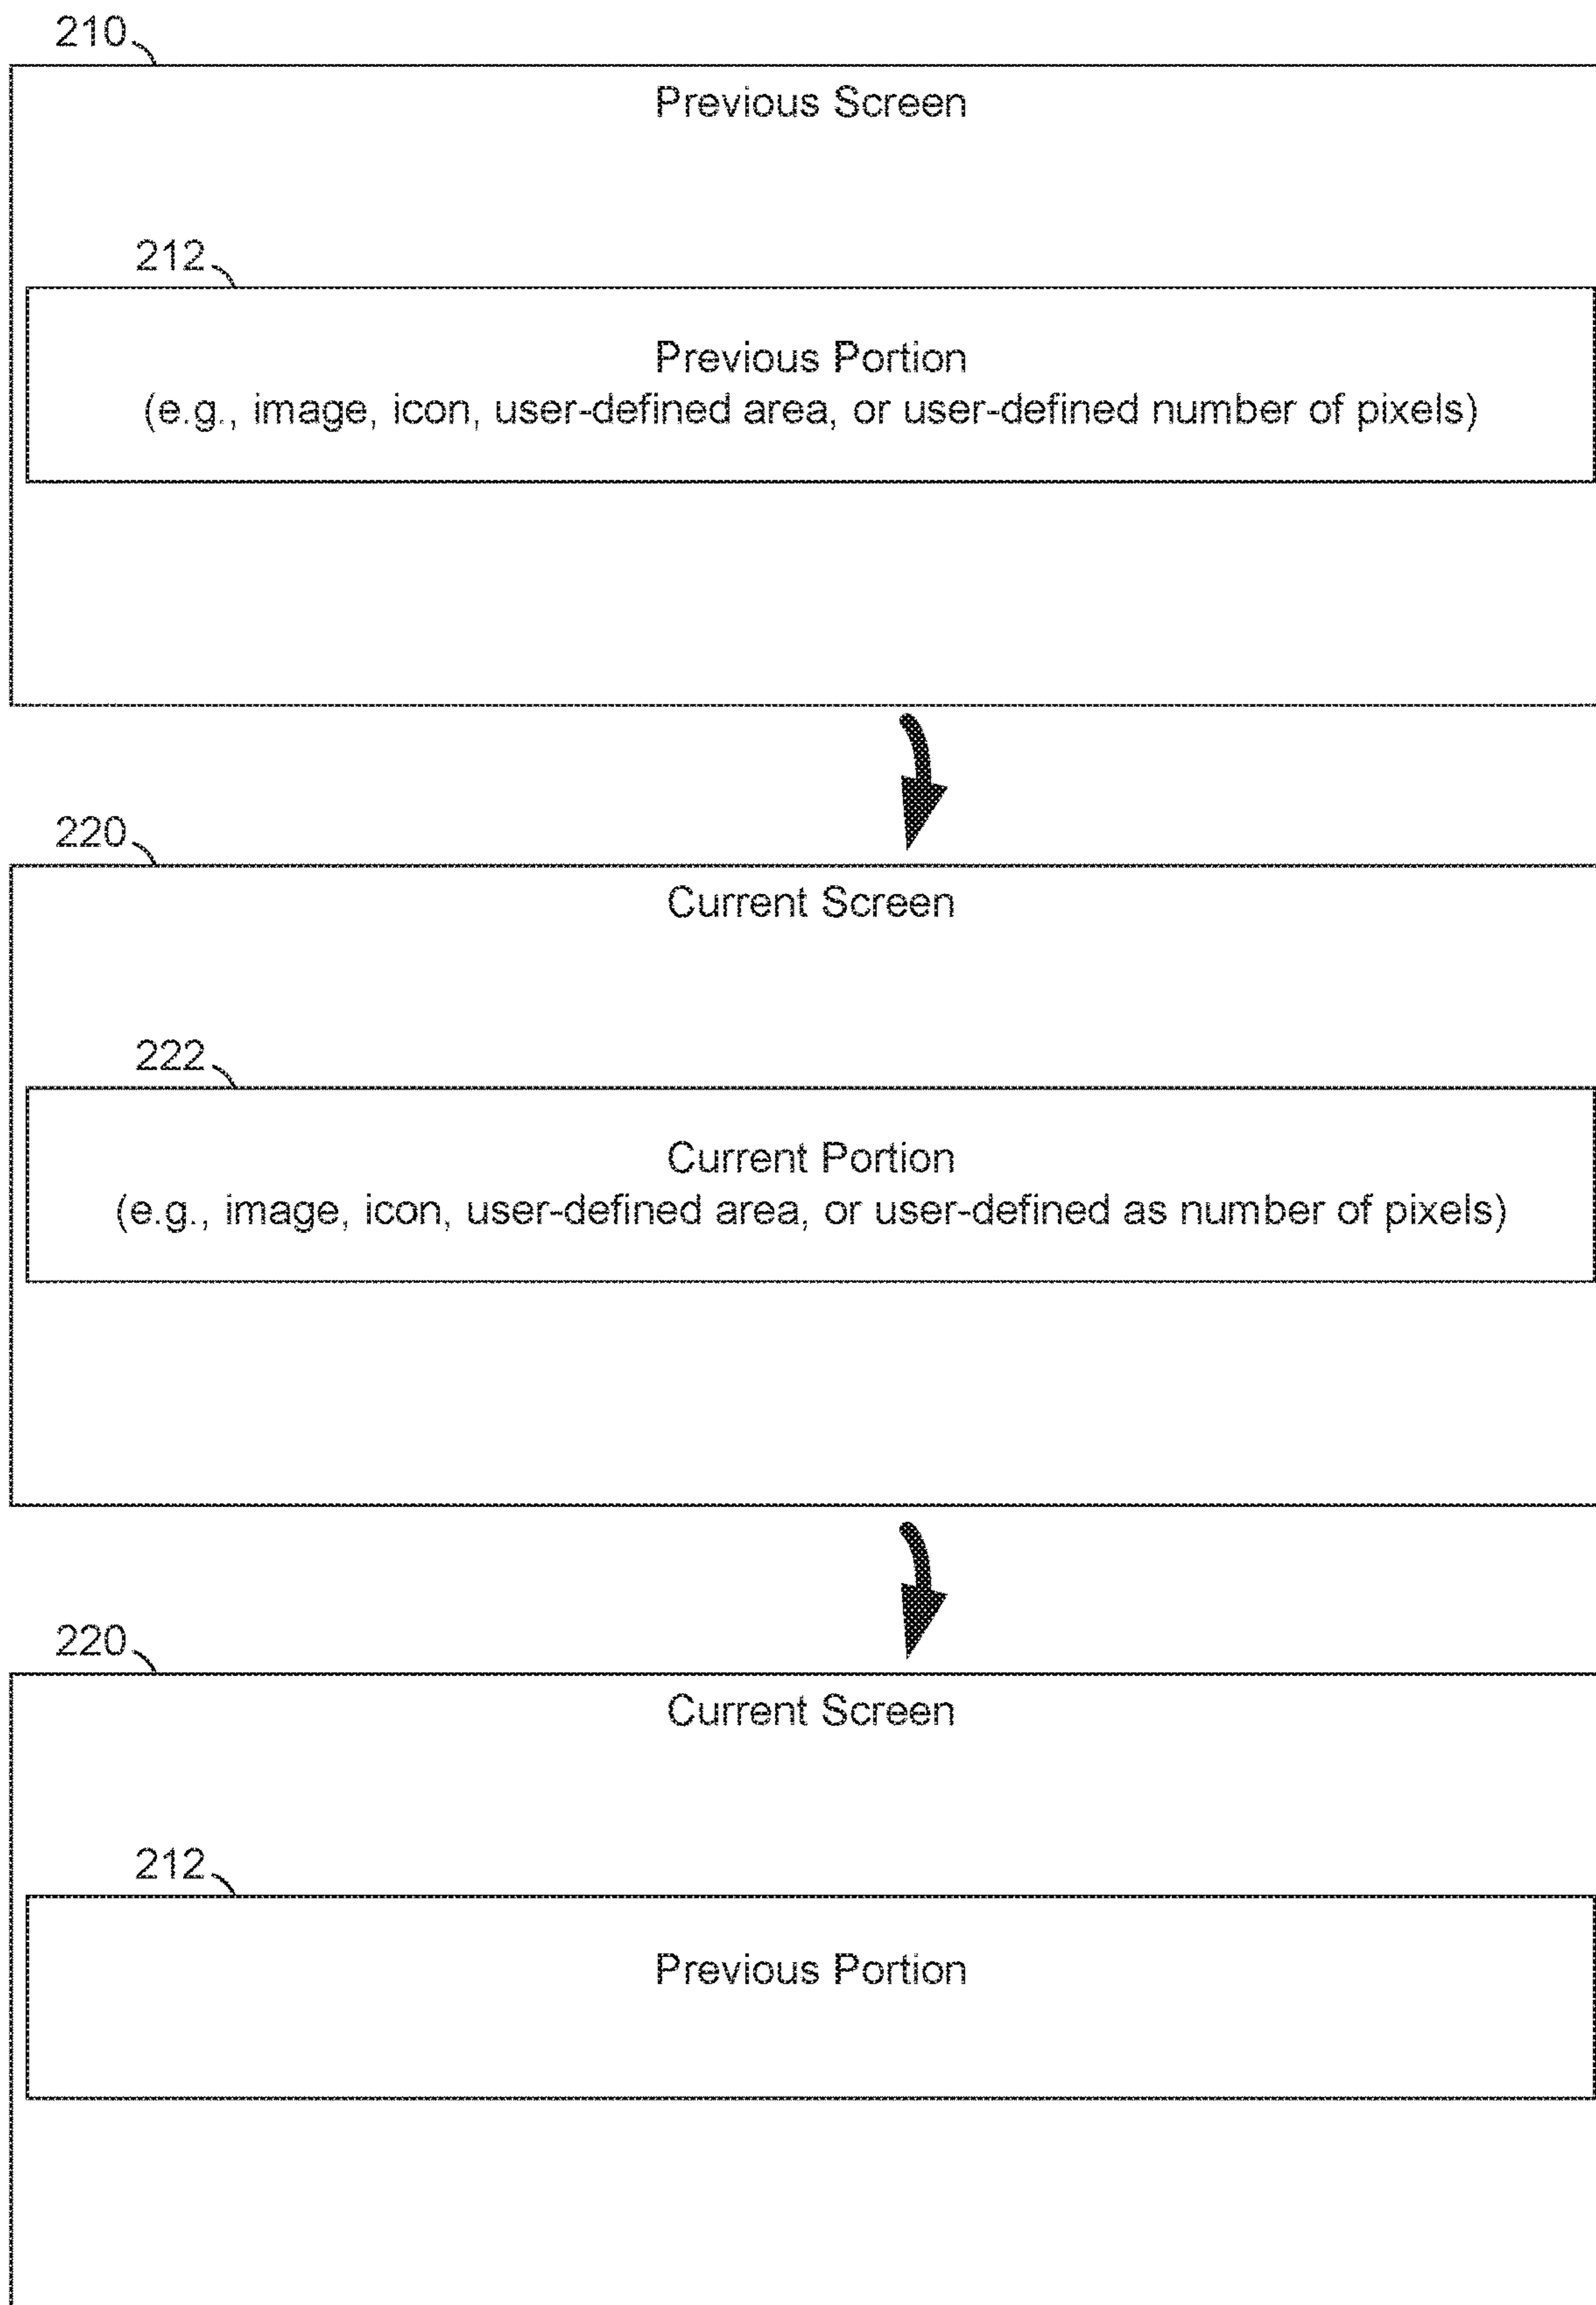 210
Previous Screen
212
Previous Portion
(e.g., image, icon, user-defined area, or user-defined number of pixels)
220
Current Screen
222
Current Portion
(e.g., image, icon, user-defined area, or user-defined as number of pixels)
220
Current Screen
212
Previous Portion